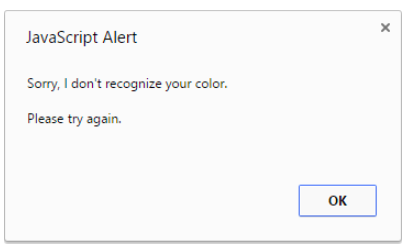 JavaScript Alert
Sorry, I don't recognize your color.
Please try again.
OK